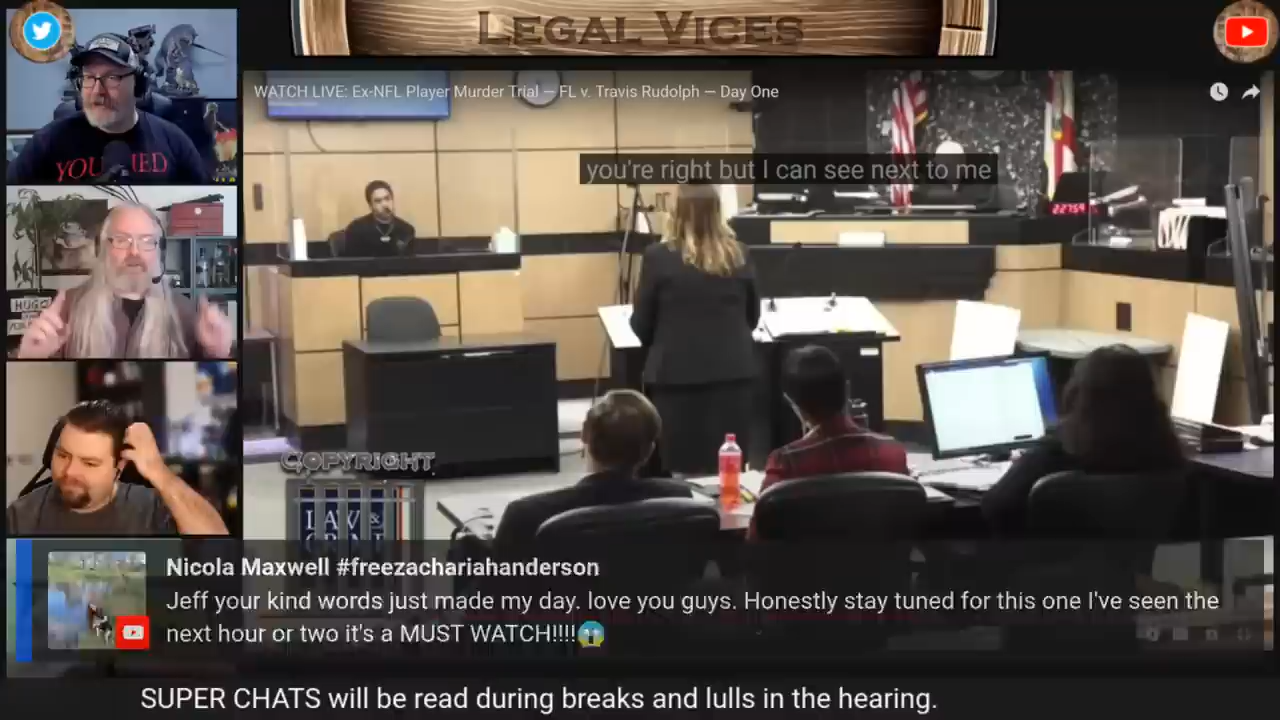 LEGAL VICES
WATCH LIVE: Ex-NFL Player Murder Trial — FL v. Travis Rudolph — Day One
you're right but I can see next to me
22754
COPYRIGHT
LAW &
CRIME
Nicola Maxwell #freezachariahanderson
Jeff your kind words just made my day. love you guys. Honestly stay tuned for this one I've seen the
next hour or two it's a MUST WATCH!!!!😱
SUPER CHATS will be read during breaks and lulls in the hearing.